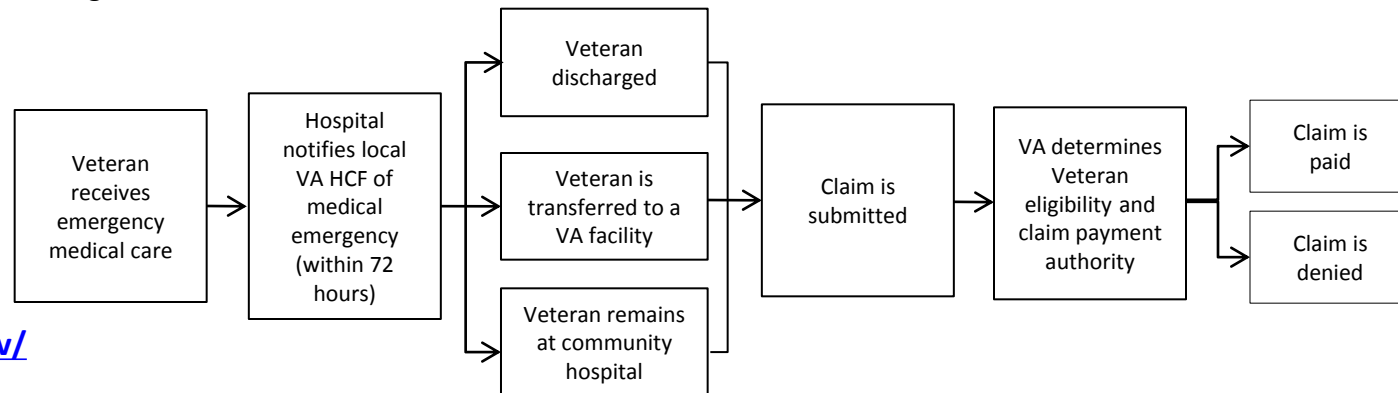 Veteran
receives
emergency
medical care
Hospital
notifies local
VA HCF of
medical
emergency
(within 72
hours)
Veteran
discharged
Veteran is
transferred to a
VA facility
Veteran remains
at community
hospital
Claim is
submitted
VA determines
Veteran
eligibility and
claim payment
authority
Claim is
paid
Claim is
denied
v/